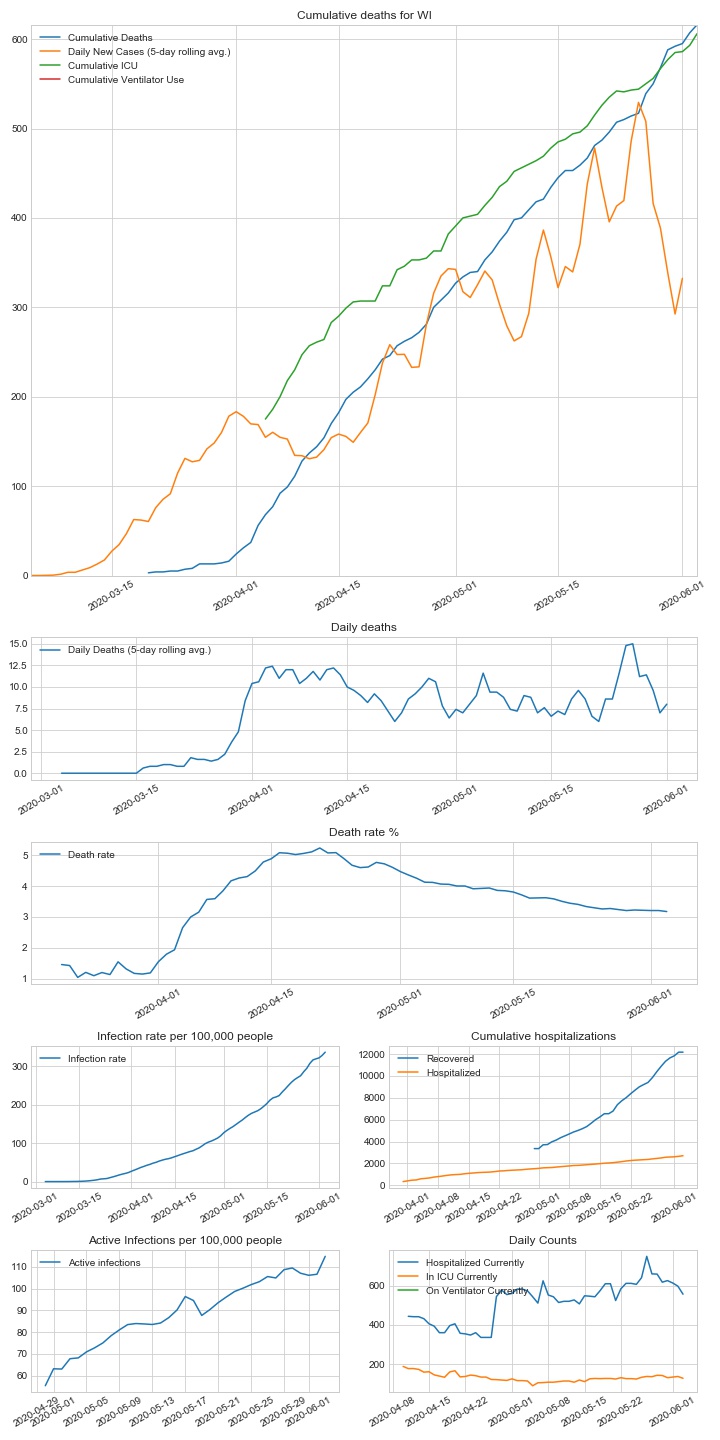 Cumulative deaths for WI
Cumulative Deaths
Daily New Cases (5-day rolling avg.)
Cumulative ICU
Cumulative Ventilator Use
600
500
400
300
200
100
0
2020-03-15 2020-04-01 2020-04-15 2020-05-01 2020-05-15 2020-06-01
Daily deaths
Daily Deaths (5-day rolling avg.)
15.0
12.5
10.0
7.5
5.0
2.5
0.0
2020-03-01 2020-03-15 2020-04-01 2020-04-15 2020-05-01 2020-05-15 2020-06-01
Death rate %
Death rate
5
4
3
2
1
2020-04-01 2020-04-15 2020-05-01 2020-05-15 2020-06-01
Infection rate per 100,000 people
Infection rate
300
200
100
0
2020-03-01 2020-03-15 2020-04-01 2020-04-15 2020-05-01 2020-05-15 2020-06-01
Cumulative hospitalizations
Recovered
Hospitalized
12000
10000
8000
6000
4000
2000
0
2020-04-01 2020-04-08 2020-04-15 2020-04-22 2020-05-01 2020-05-08 2020-05-15 2020-05-22 2020-06-01
Active Infections per 100,000 people
Active infections
110
100
90
80
70
60
2020-04-29 2020-05-01 2020-05-05 2020-05-09 2020-05-13 2020-05-17 2020-05-21 2020-05-25 2020-05-29 2020-06-01
Daily Counts
Hospitalized Currently
In ICU Currently
On Ventilator Currently
600
400
200
2020-04-08 2020-04-15 2020-04-22 2020-05-01 2020-05-08 2020-05-15 2020-05-22 2020-06-01